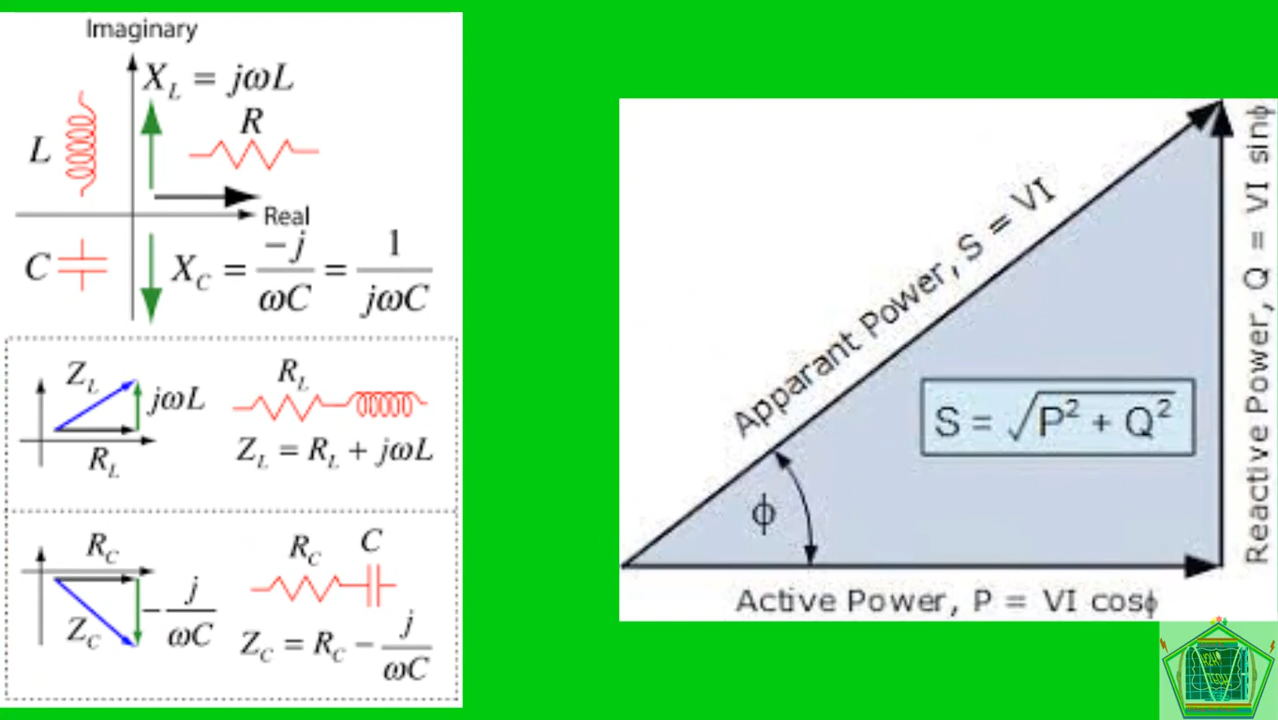 Imaginary
X_L = jωL
R
L
Real
C
X_C = -j/ωC = 1/jωC
Z_L
jωL
R_L
R_L
Z_L = R_L + jωL
R_C
Z_C
-j/ωC
R_C
C
Z_C = R_C - j/ωC
Apparant Power, S = VI
Reactive Power, Q = VI sinϕ
S = √P² + Q²
ϕ
Active Power, P = VI cosϕ